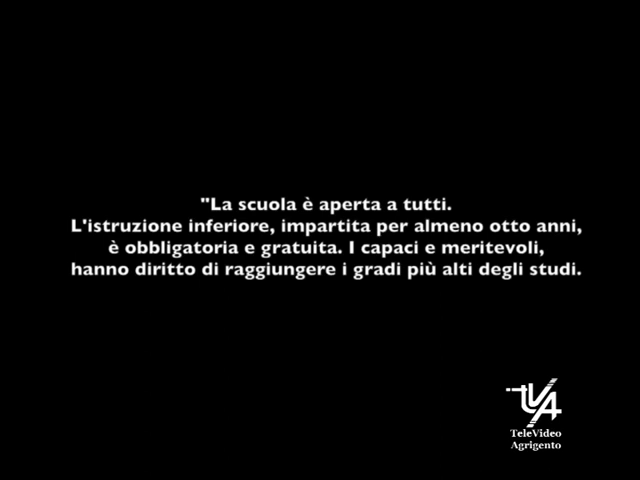 "La scuola è aperta a tutti.
L'istruzione inferiore, impartita per almeno otto anni,
è obbligatoria e gratuita. I capaci e meritevoli,
hanno diritto di raggiungere i gradi più alti degli studi.
tVA
TeleVideo
Agrigento